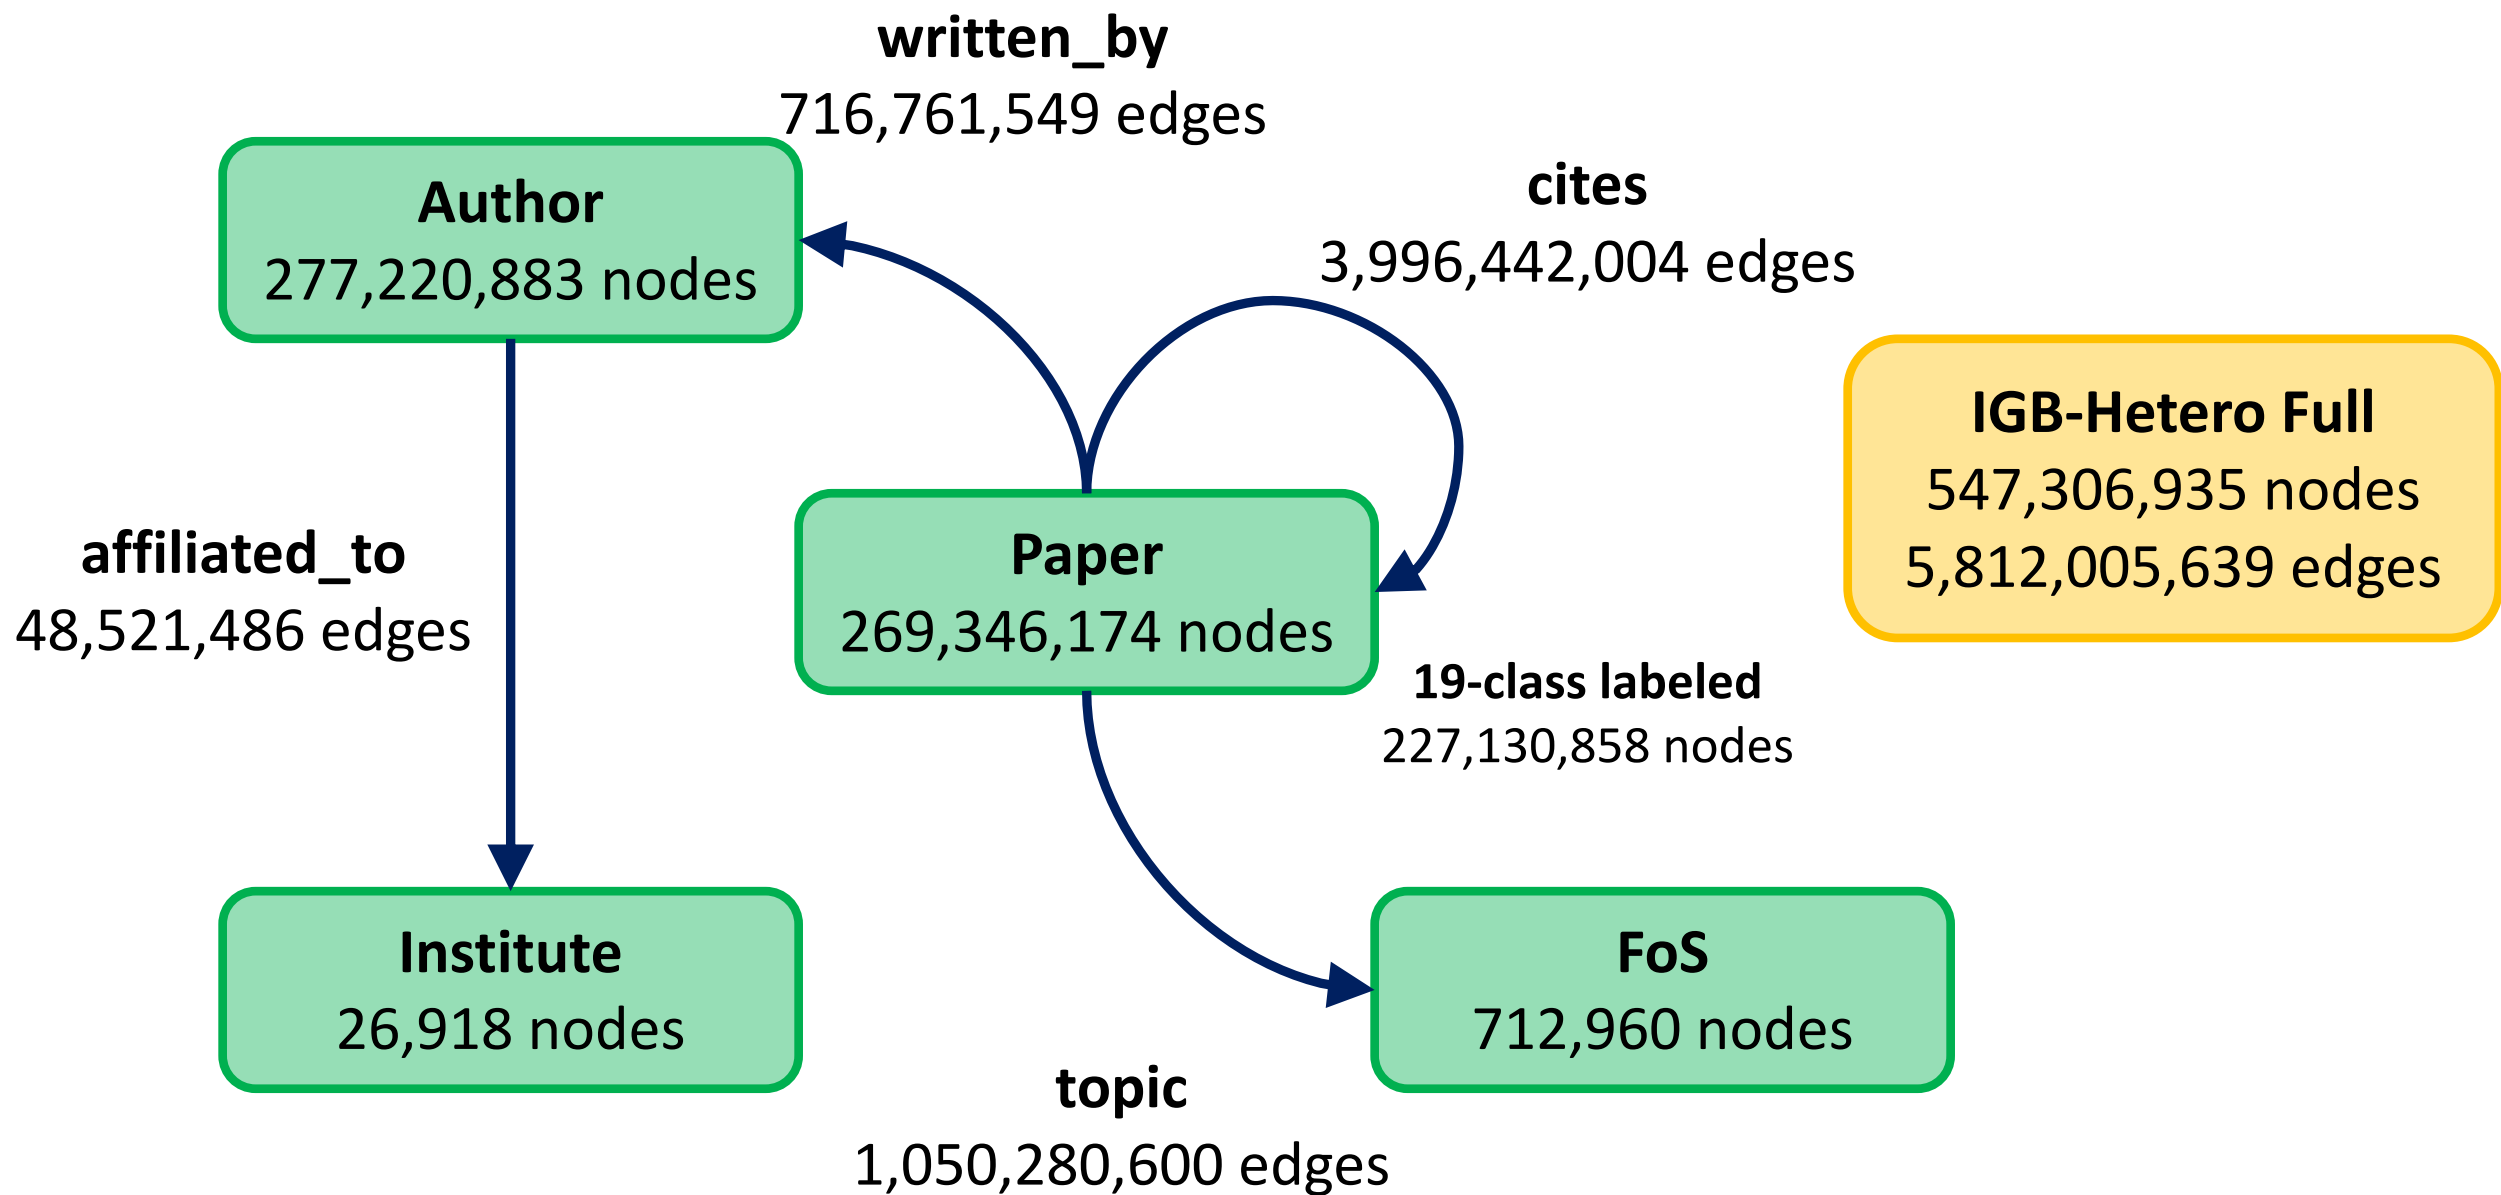 written_by
716,761,549 edges
Author
277,220,883 nodes
cites
3,996,442,004 edges
IGB-Hetero Full
547,306,935 nodes
5,812,005,639 edges
affiliated_to
48,521,486 edges
Paper
269,346,174 nodes
19-class labeled
227,130,858 nodes
Institute
26,918 nodes
FoS
712,960 nodes
topic
1,050,280,600 edges